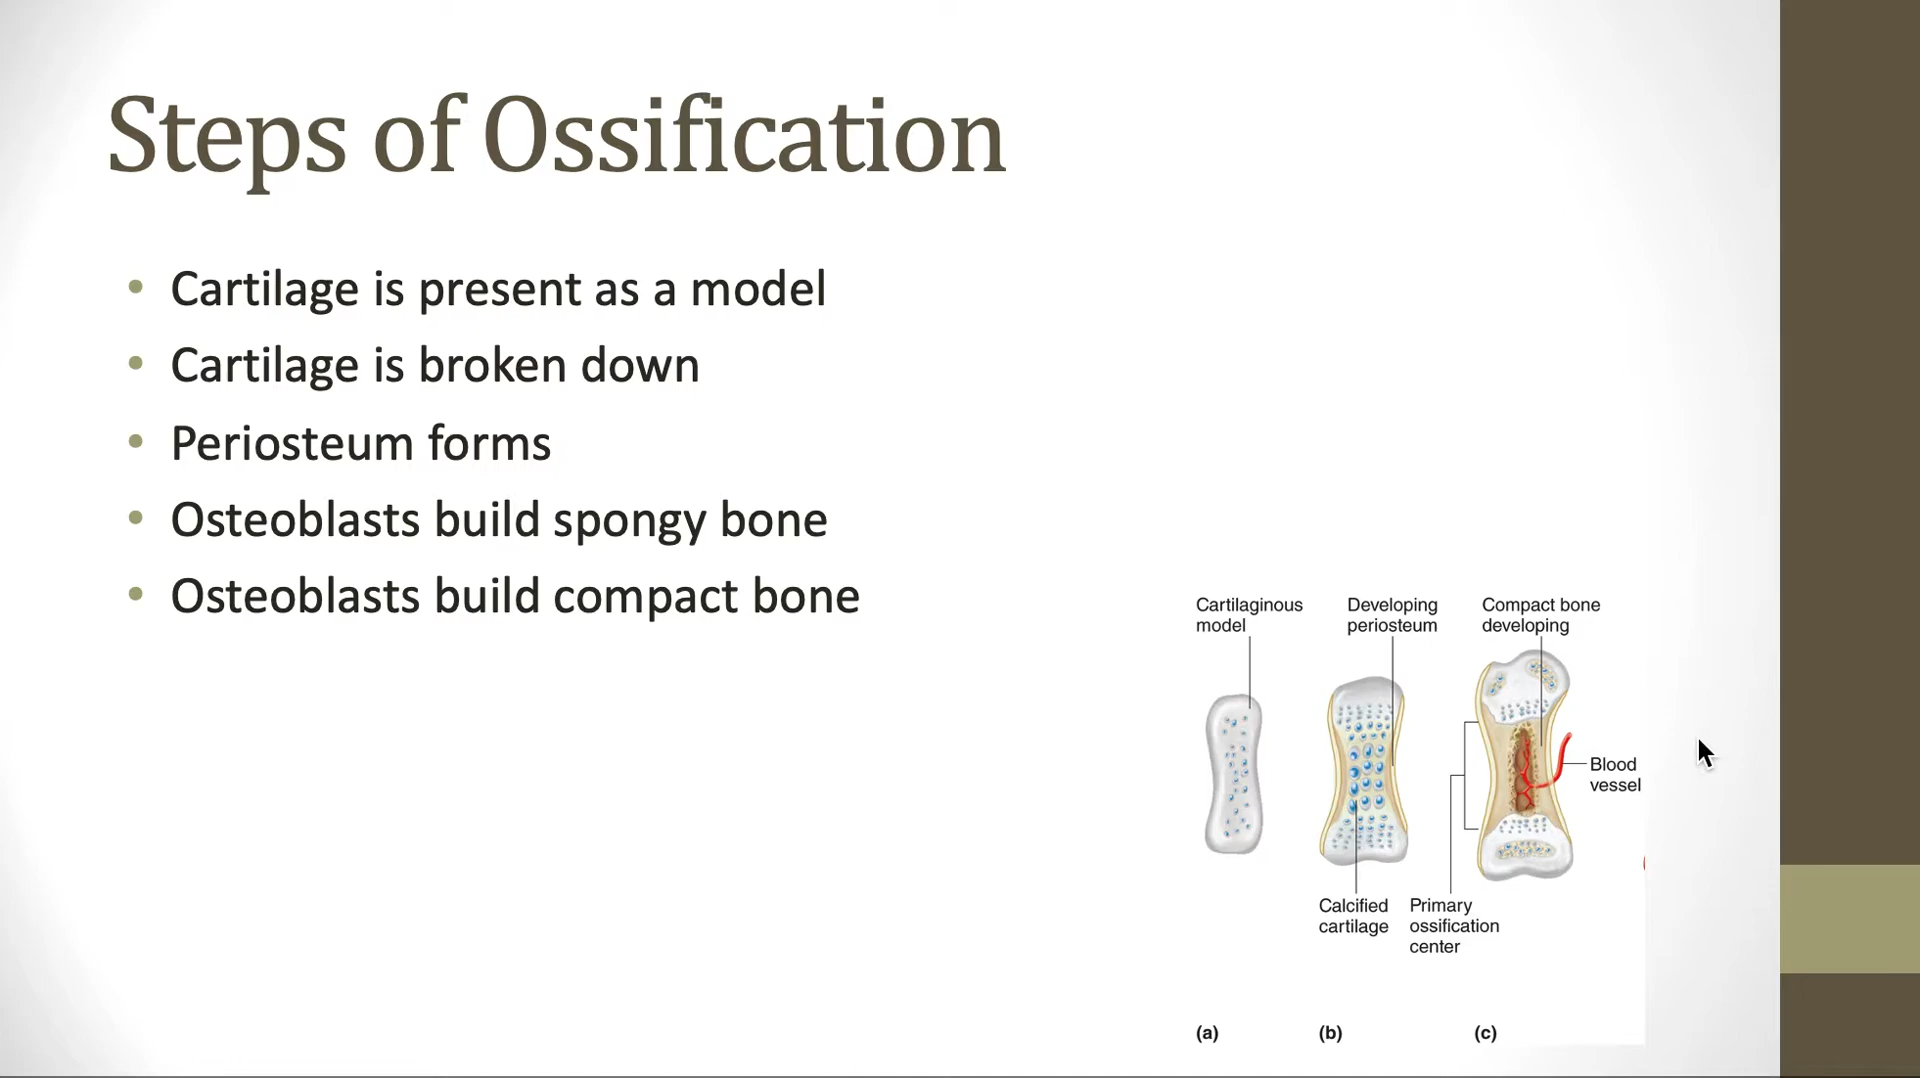 Steps of Ossification
• Cartilage is present as a model
• Cartilage is broken down
• Periosteum forms
• Osteoblasts build spongy bone
• Osteoblasts build compact bone
Cartilaginous
model
Developing
periosteum
Compact bone
developing
Blood
vessel
Calcified
cartilage
Primary
ossification
center
(a)
(b)
(c)